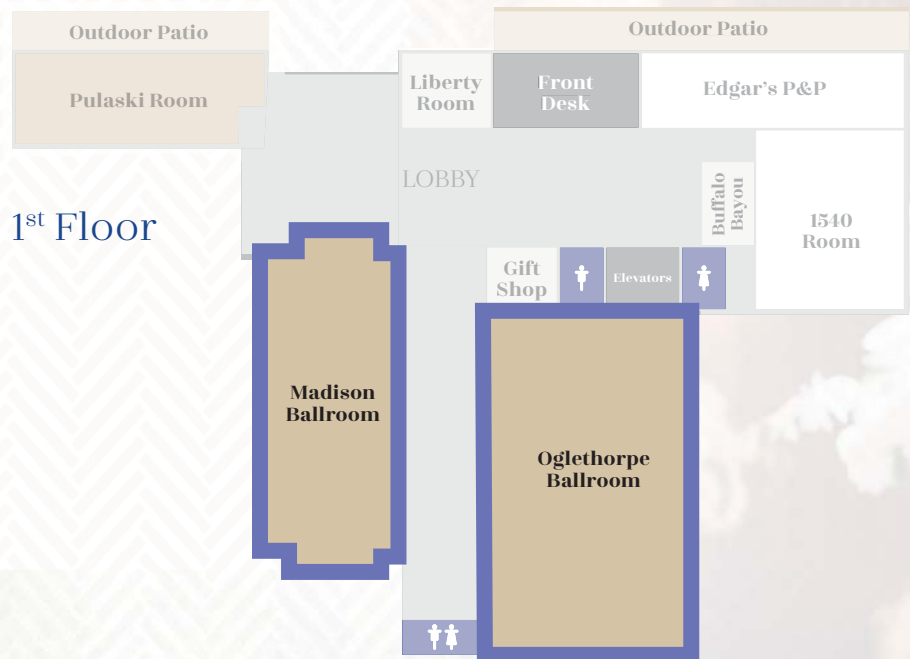 Outdoor Patio
Outdoor Patio
Pulaski Room
Liberty
Room
Front
Desk
Edgar's P&P
LOBBY
Buffalo
Bayou
1540
Room
1st Floor
Gift
Shop
Elevators
Madison
Ballroom
Oglethorpe
Ballroom